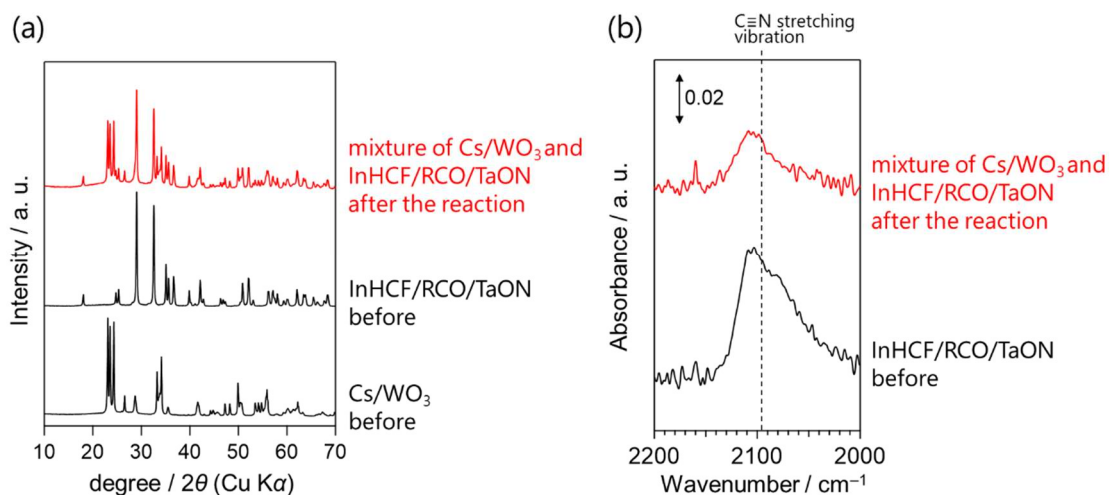 (a)
Intensity / a. u.
mixture of Cs/WO₃ and
InHCF/RCO/TaON
after the reaction
InHCF/RCO/TaON
before
Cs/WO₃
before
10 20 30 40 50 60 70
degree / 2θ (Cu Kα)
(b)
C≡N stretching
vibration
0.02
Absorbance / a. u.
mixture of Cs/WO₃ and
InHCF/RCO/TaON
after the reaction
InHCF/RCO/TaON
before
2200 2100 2000
Wavenumber / cm⁻¹